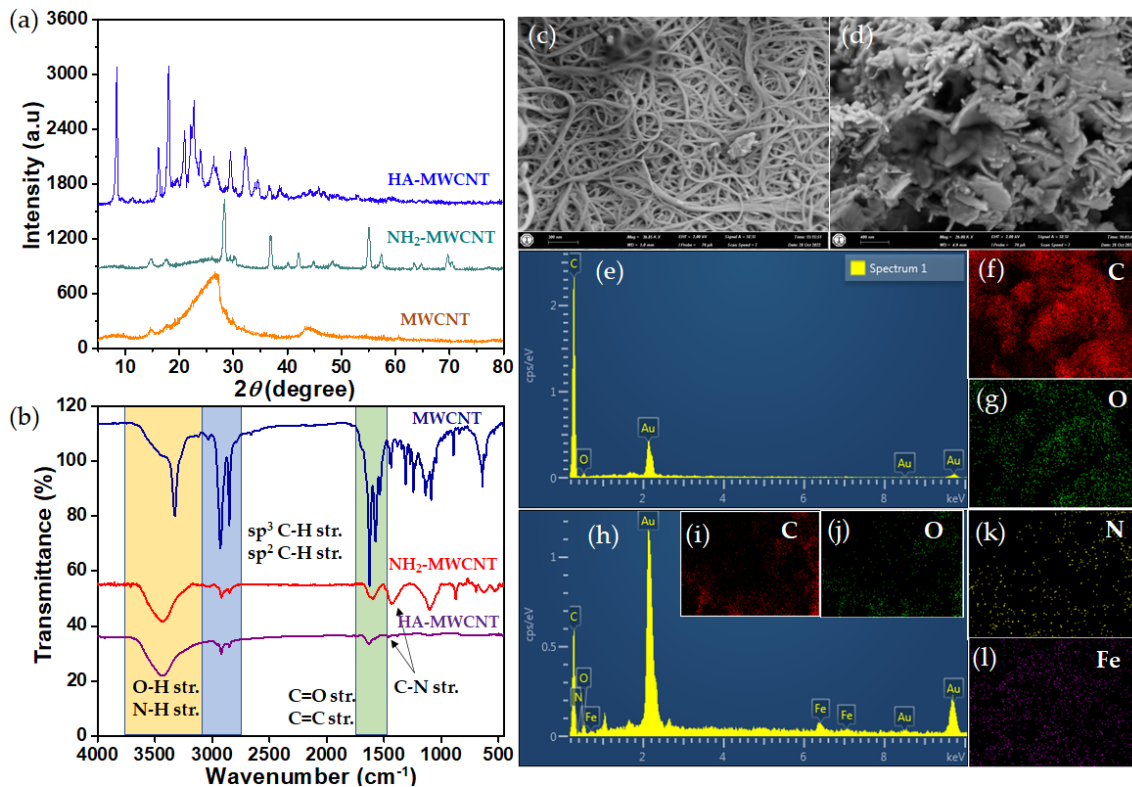 (a)
3600
3000
2400
1800
1200
600
0
Intensity (a.u)
HA-MWCNT
NH₂-MWCNT
MWCNT
10 20 30 40 50 60 70 80
2θ (degree)
(b)
120
100
80
60
40
20
0
Transmittance (%)
MWCNT
sp³ C-H str.
sp² C-H str.
NH₂-MWCNT
HA-MWCNT
O-H str.
N-H str.
C=O str.
C=C str.
C-N str.
4000 3500 3000 2500 2000 1500 1000 500
Wavenumber (cm⁻¹)
(c)
(d)
(e)
Spectrum 1
cps/eV
2
1
0
C
O
Au
Au
Au
2 4 6 8 keV
(f) C
(g) O
(h)
cps/eV
1
0.5
0
C
N
O
Fe
Au
Fe
Fe
Au
Au
2 4 6 8 keV
(i) C
(j) O
(k) N
(l) Fe